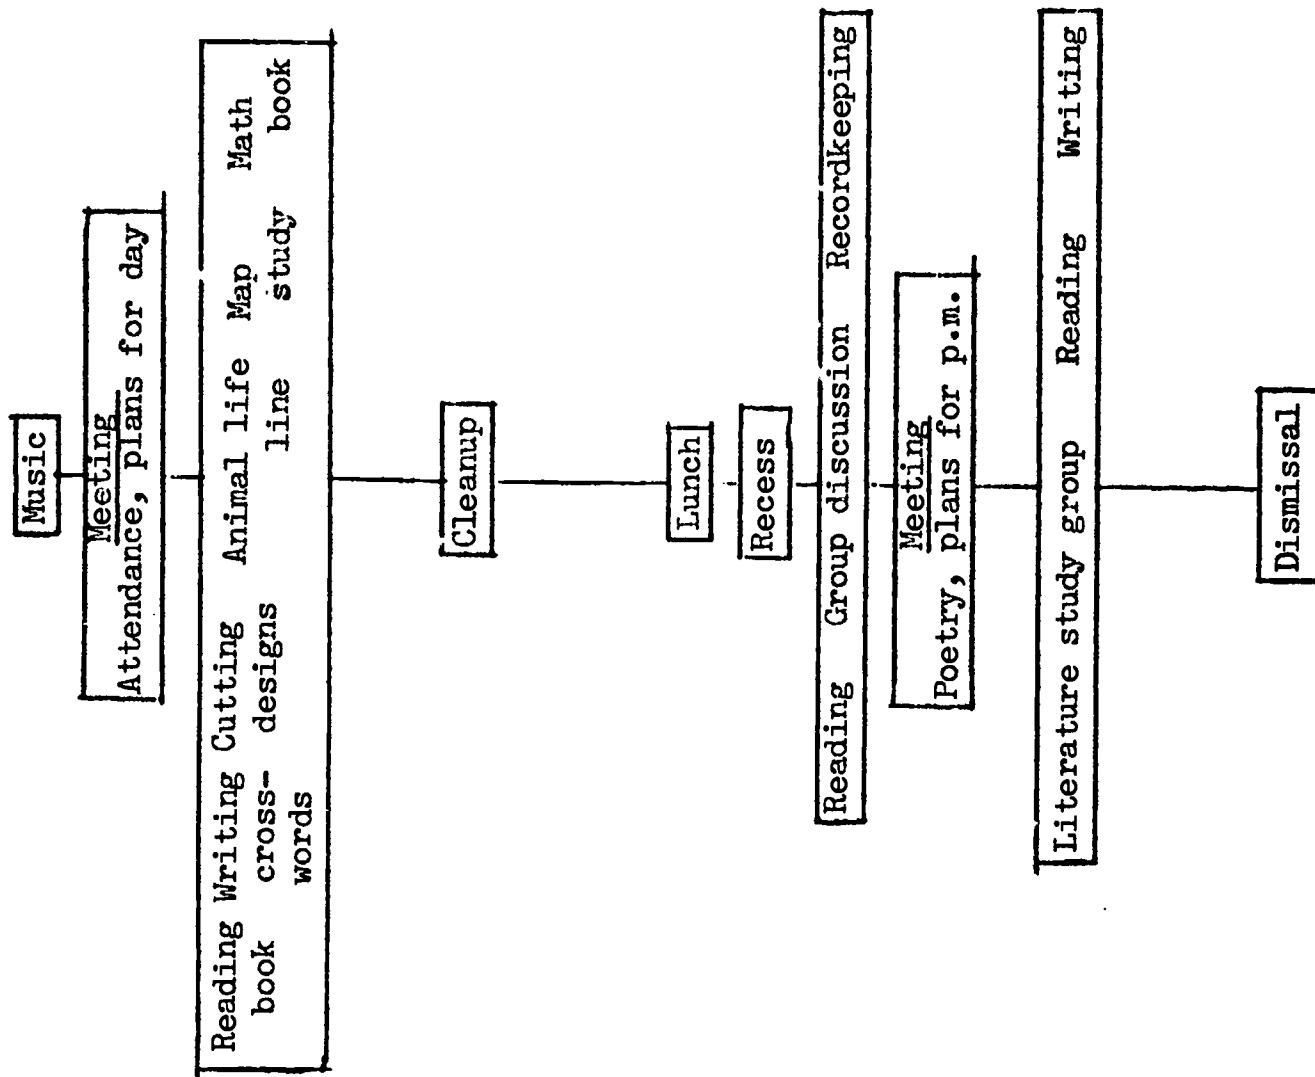 Music
Meeting
Attendance, plans for day
Reading Writing Cutting Animal life Map Math
book cross- designs line study book
words
Cleanup
Lunch
Recess
Reading Group discussion Recordkeeping
Meeting
Poetry, plans for p.m.
Literature study group Reading Writing
Dismissal